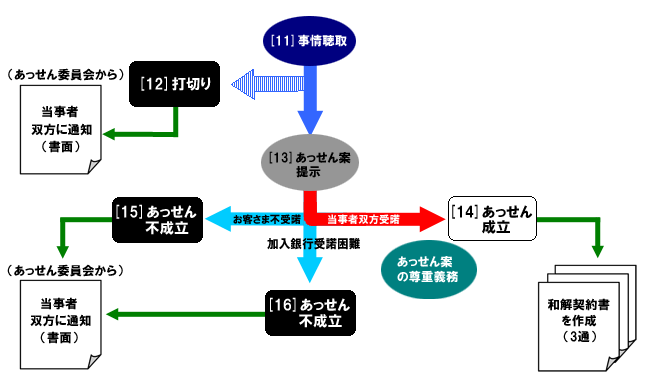 [11]事情聴取
(あっせん委員会から)
[12]打切り
当事者
双方に通知
(書面)
[13]あっせん案
提示
[15]あっせん
不成立
お客さま不受諾
当事者双方受諾
[14]あっせん
成立
加入銀行受諾困難
あっせん案
の尊重義務
(あっせん委員会から)
当事者
双方に通知
(書面)
[16]あっせん
不成立
和解契約書
を作成
(3通)